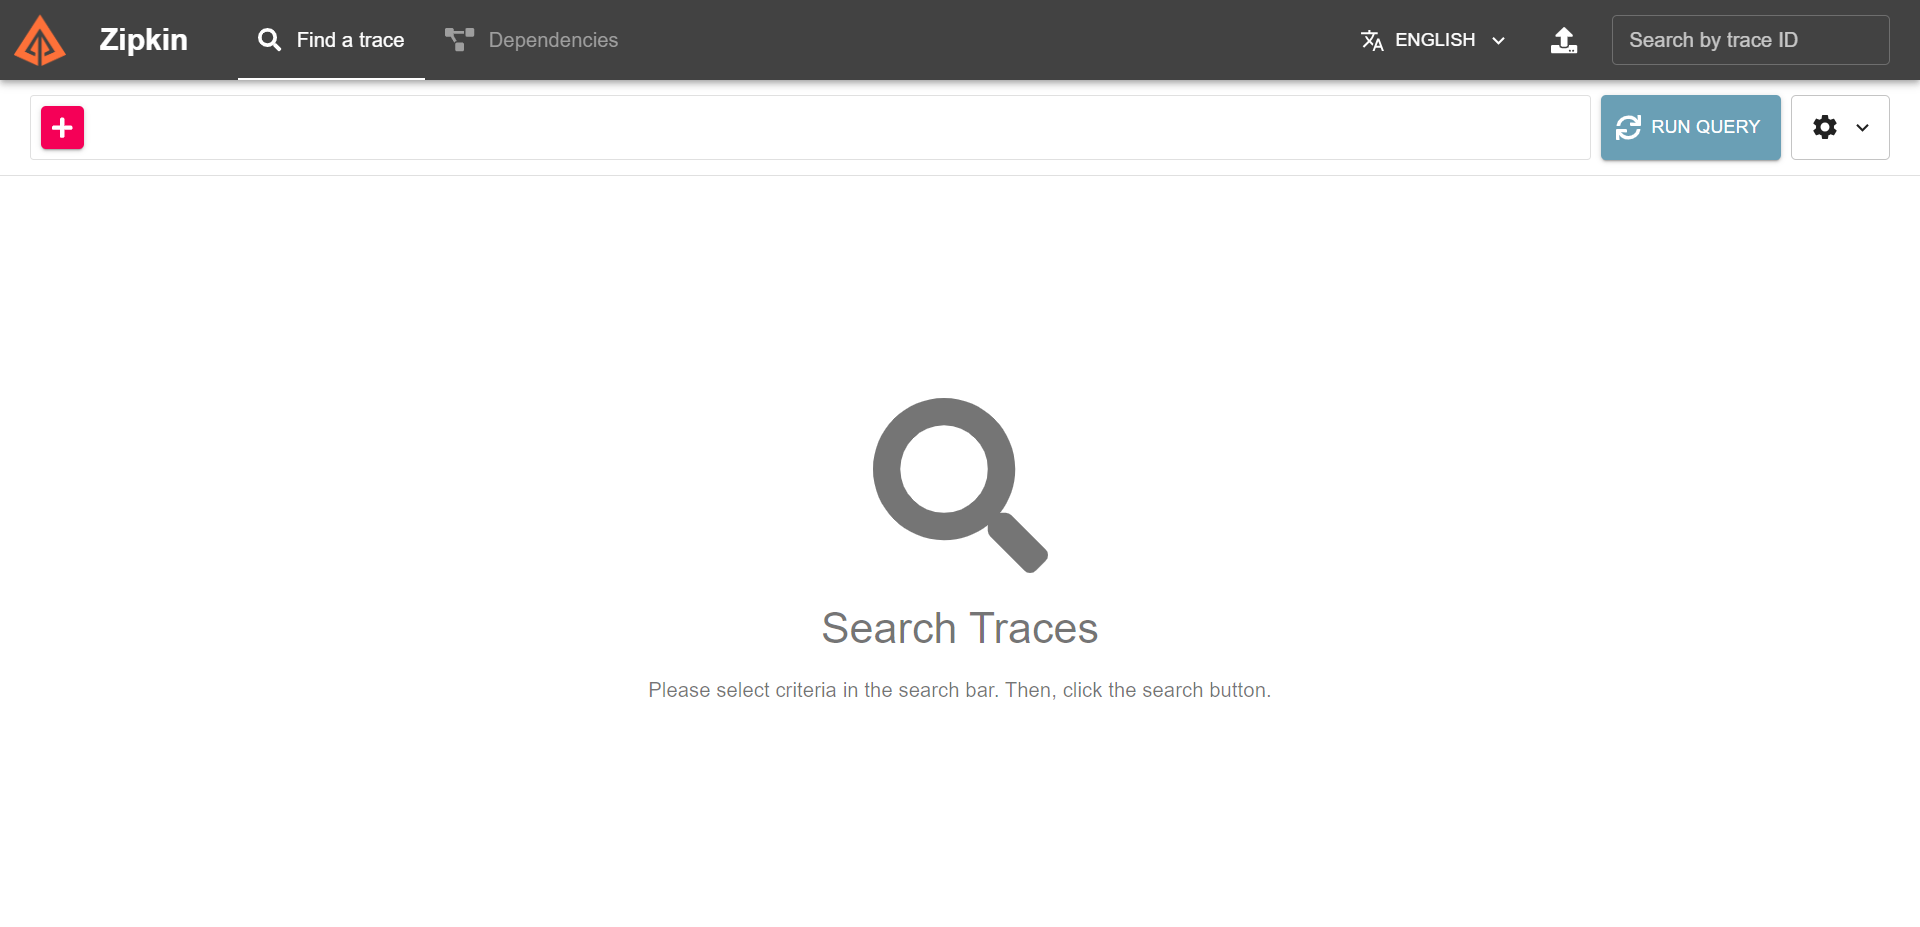 Zipkin
Find a trace
Dependencies
ENGLISH
Search by trace ID
RUN QUERY
Search Traces
Please select criteria in the search bar. Then, click the search button.